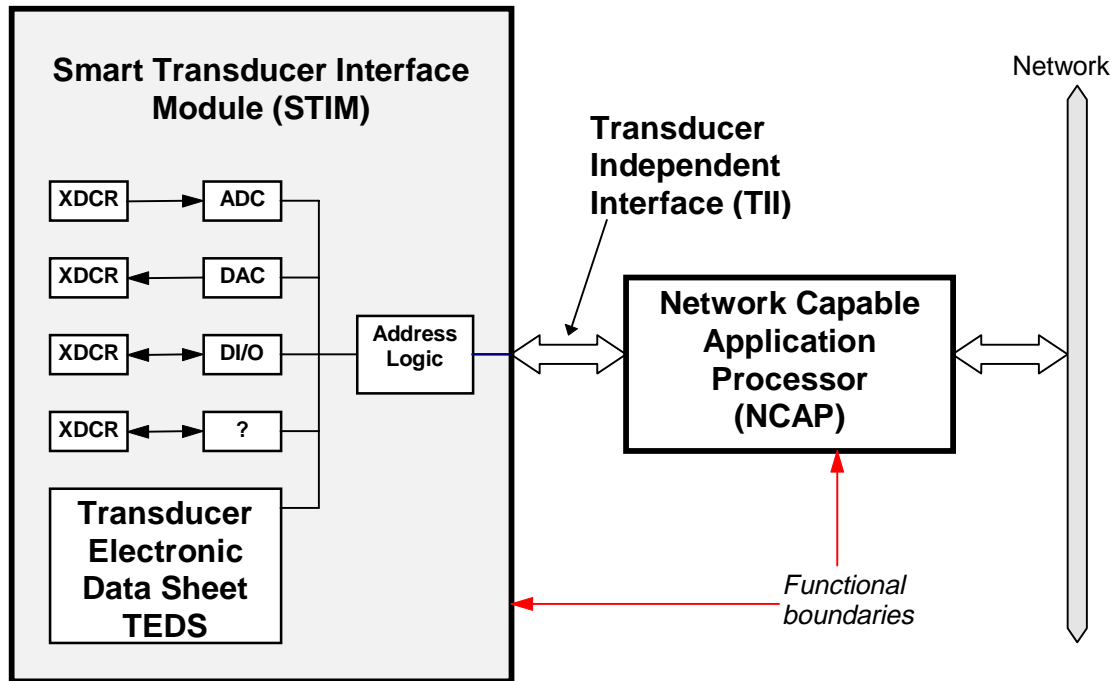 Smart Transducer Interface
Module (STIM)
XDCR
ADC
XDCR
DAC
XDCR
DI/O
XDCR
?
Address
Logic
Transducer
Electronic
Data Sheet
TEDS
Transducer
Independent
Interface (TII)
Network Capable
Application
Processor
(NCAP)
Network
Functional
boundaries